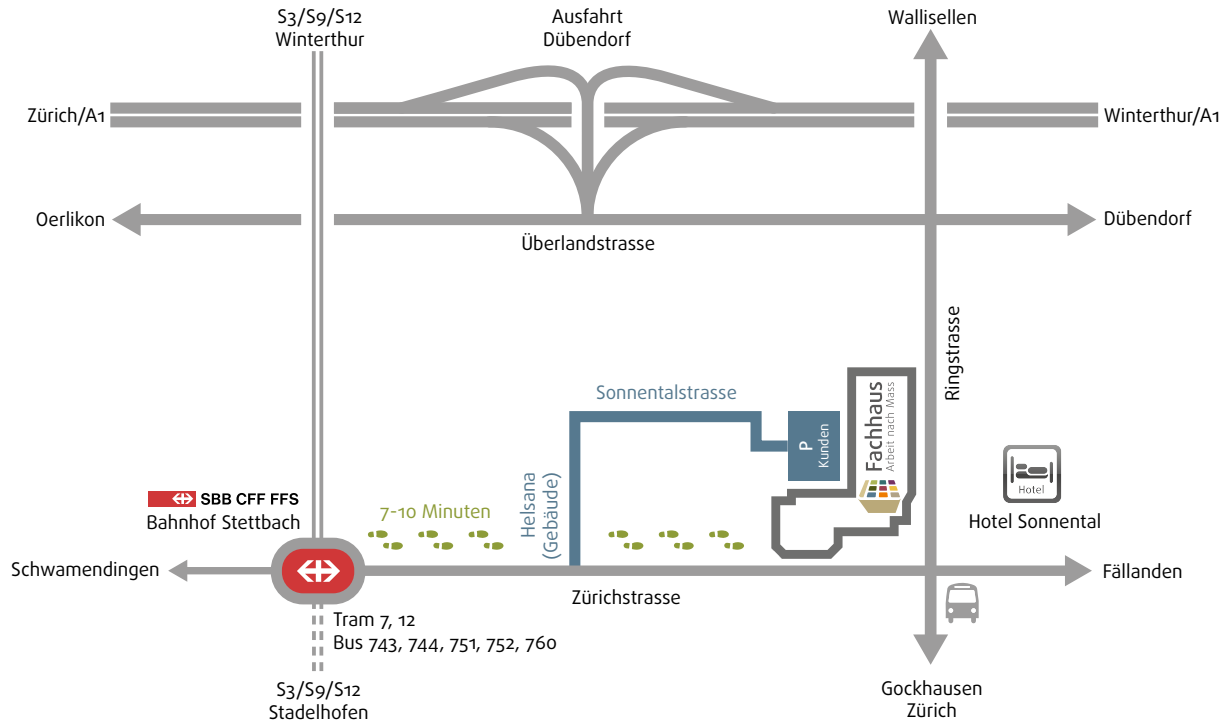 S3/S9/S12
Winterthur
Ausfahrt
Dübendorf
Wallisellen
Zürich/A1
Winterthur/A1
Oerlikon
Dübendorf
Überlandstrasse
Ringstrasse
Sonnentalstrasse
P
Kunden
Fachhaus
Arbeit nach Mass
Hotel
Hotel Sonnental
SBB CFF FFS
Bahnhof Stettbach
7-10 Minuten
Helsana
(Gebäude)
Schwamendingen
Zürichstrasse
Fällanden
Tram 7, 12
Bus 743, 744, 751, 752, 760
S3/S9/S12
Stadelhofen
Gockhausen
Zürich